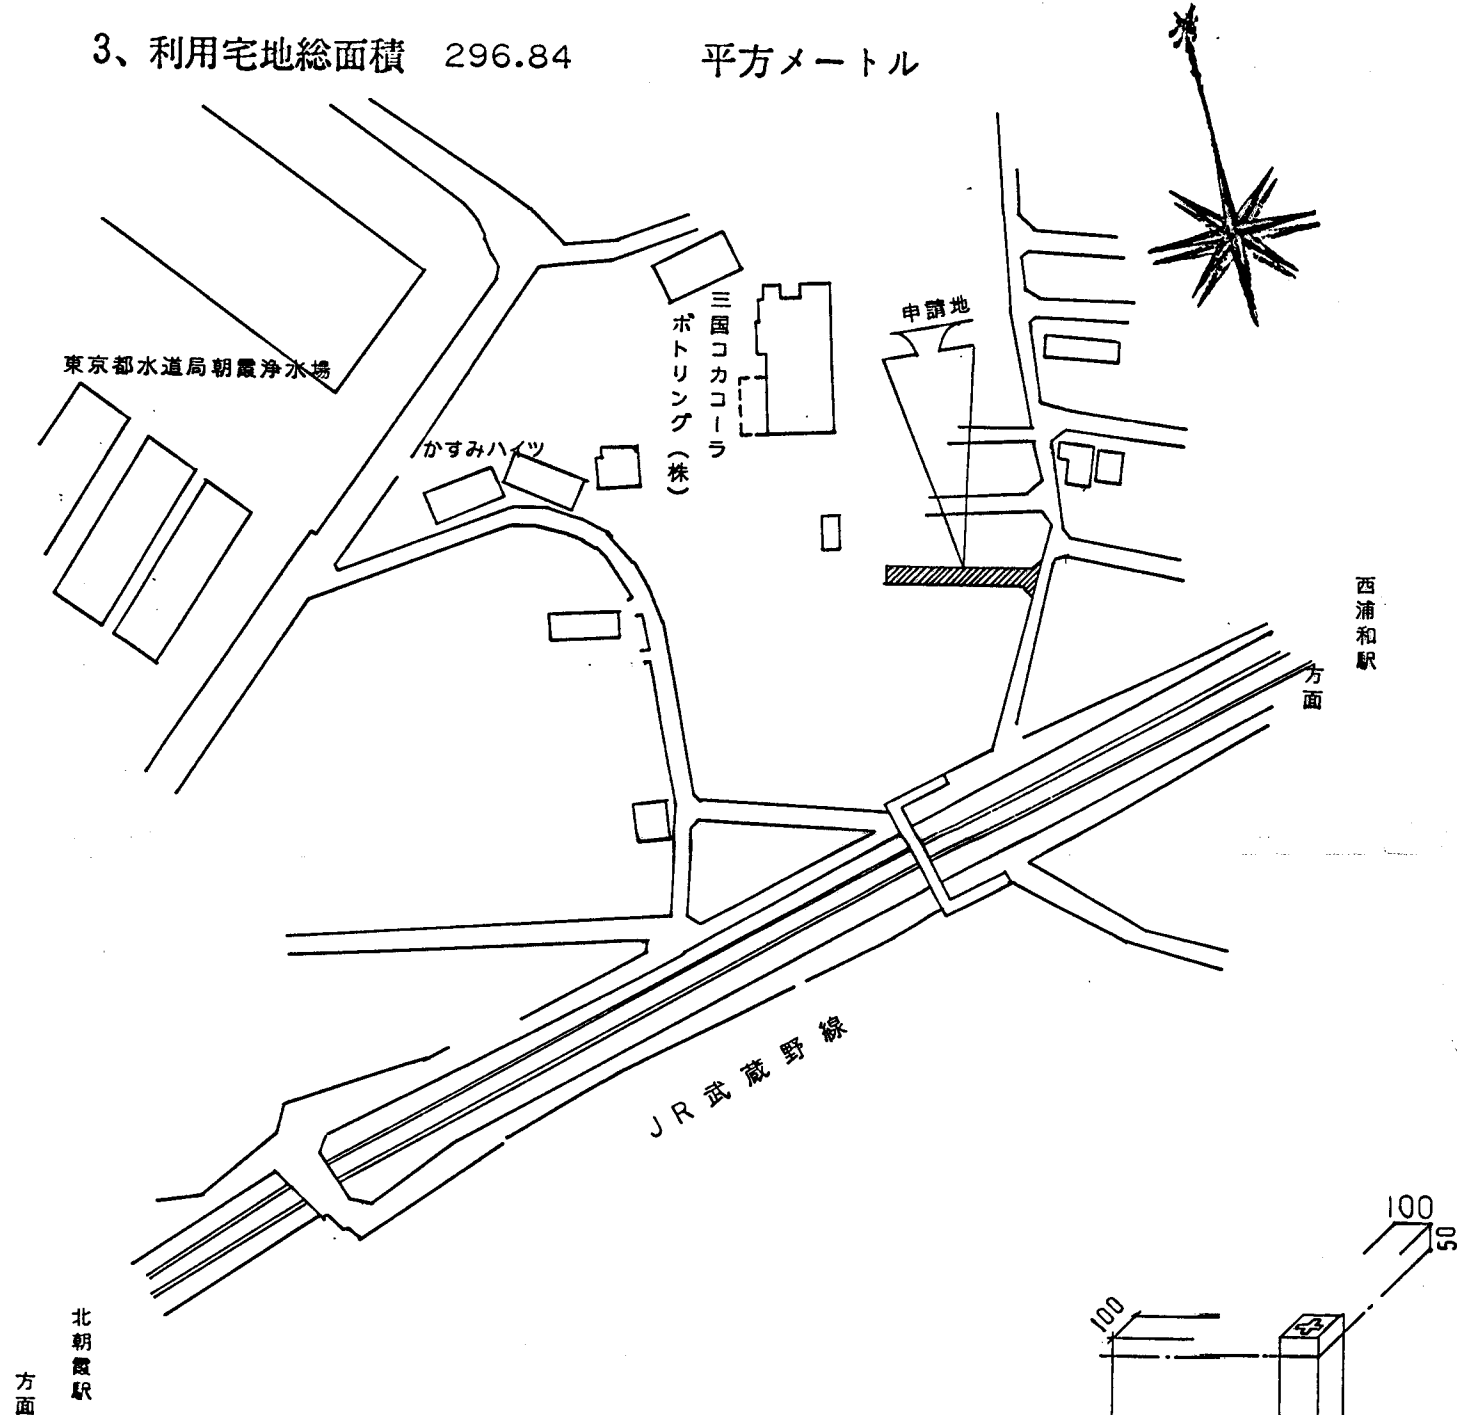 3、利用宅地総面積 296.84 平方メートル
申請地
三国コカコーラ
ボトリング(株)
東京都水道局朝霞浄水場
かすみハイツ
西浦和駅
方面
JR武蔵野線
北朝霞駅
方面
100
50
100